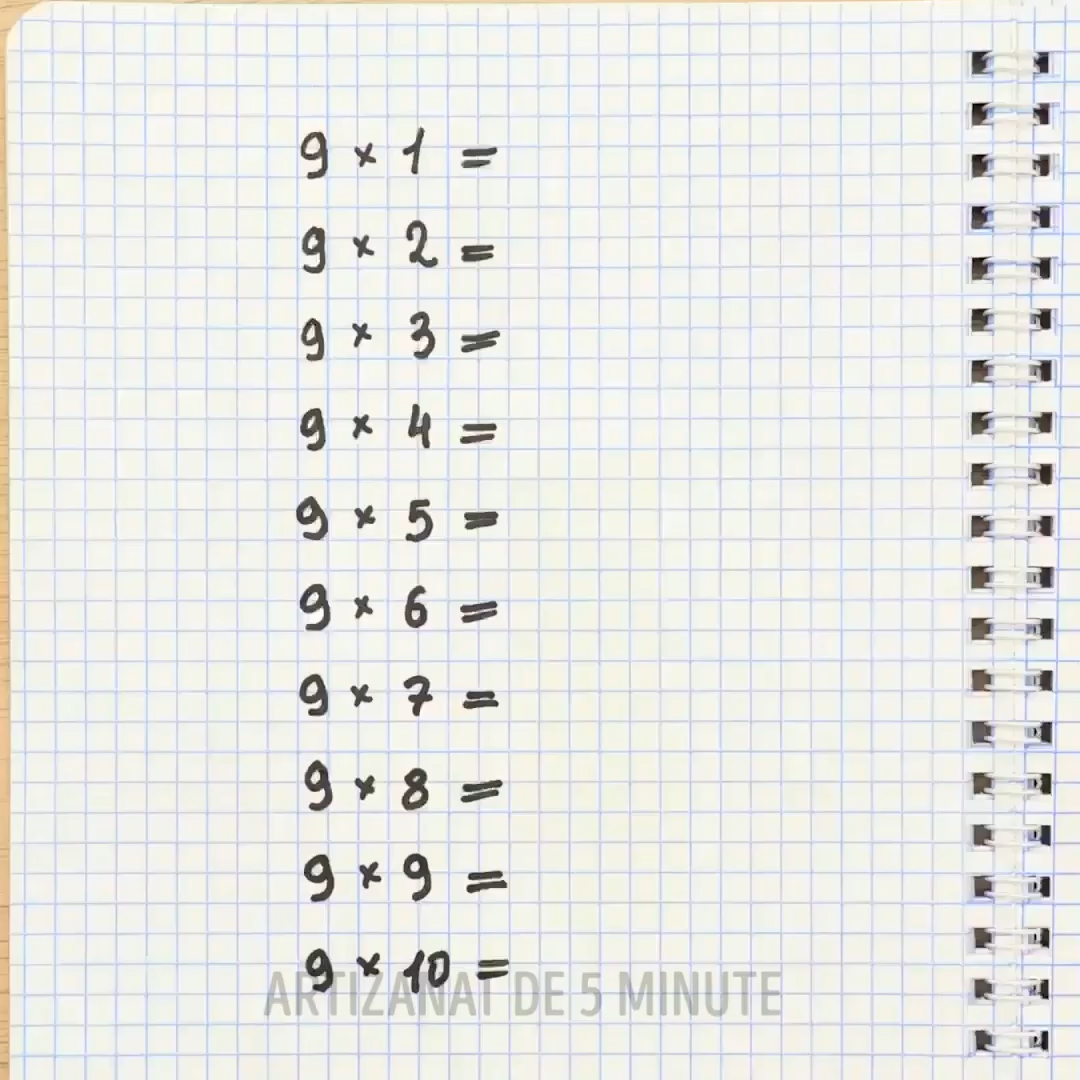 9 × 1 =
9 × 2 =
9 × 3 =
9 × 4 =
9 × 5 =
9 × 6 =
9 × 7 =
9 × 8 =
9 × 9 =
9 × 10 =
ARTIZANAT DE 5 MINUTE